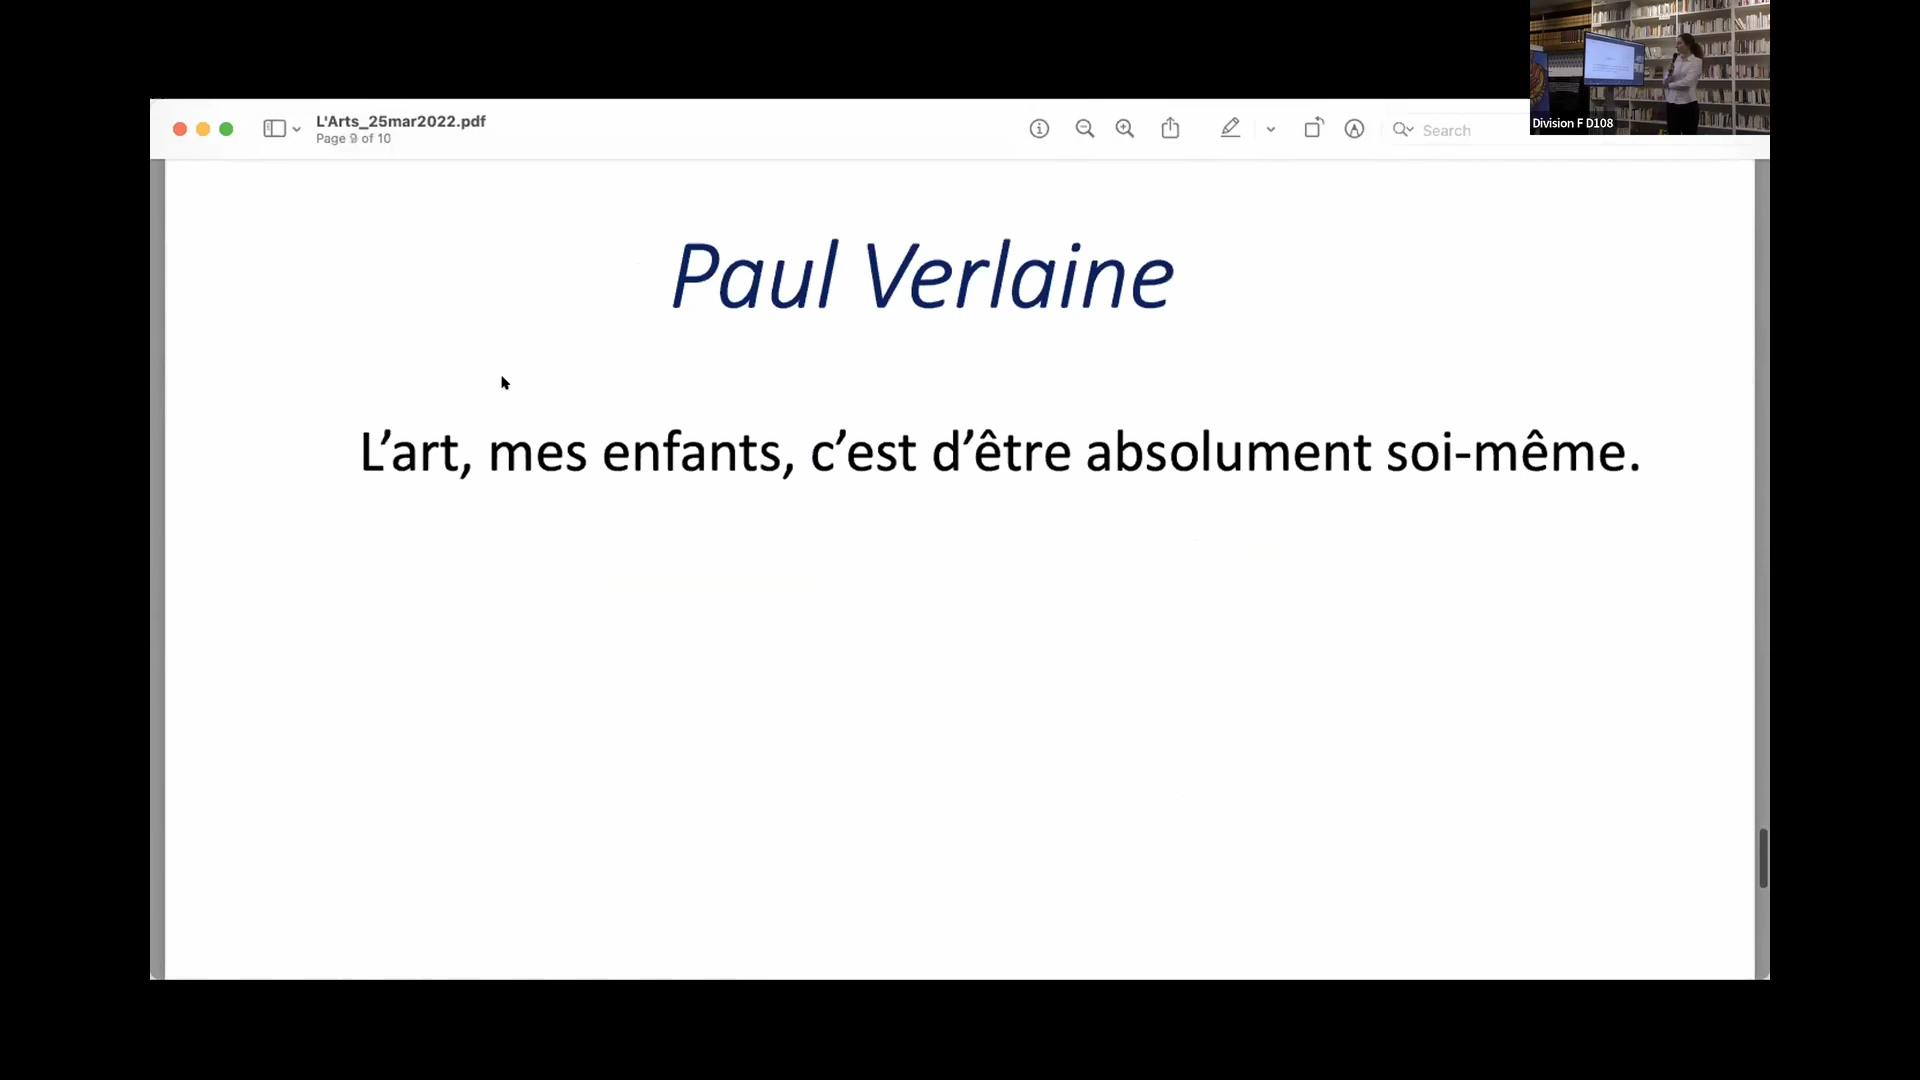 L'Arts_25mar2022.pdf
Page 9 of 10
Search
Division F D108
Paul Verlaine
L’art, mes enfants, c’est d’être absolument soi-même.